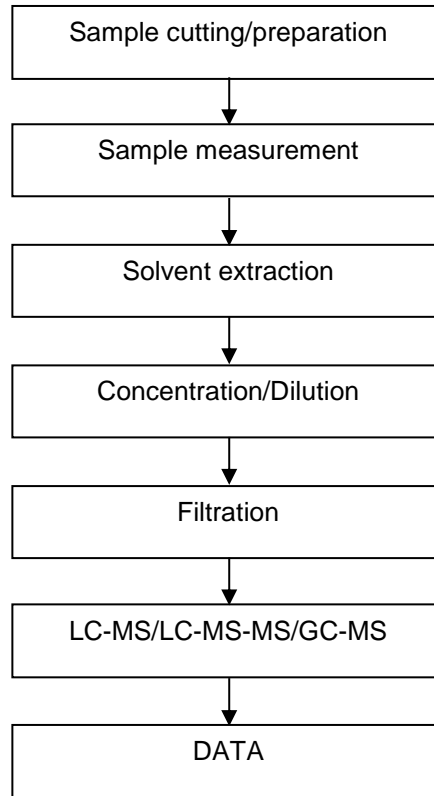 Sample cutting/preparation
Sample measurement
Solvent extraction
Concentration/Dilution
Filtration
LC-MS/LC-MS-MS/GC-MS
DATA